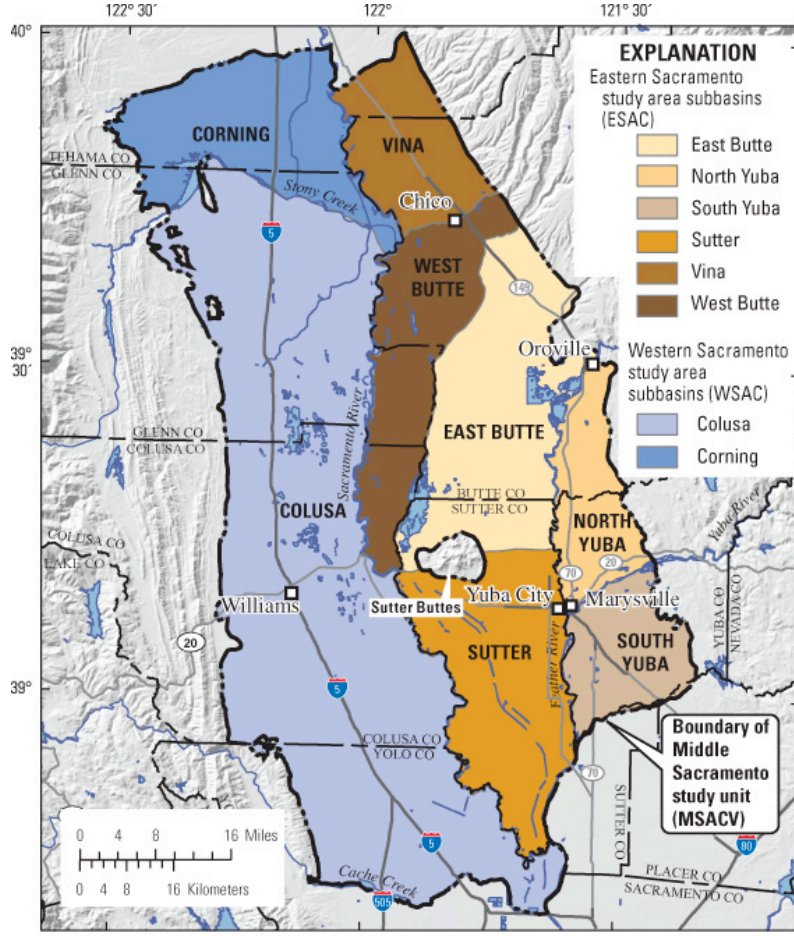 122° 30'
122°
121° 30'
40°
39°
30'
39°
EXPLANATION
Eastern Sacramento
study area subbasins
(ESAC)
East Butte
North Yuba
South Yuba
Sutter
Vina
West Butte
Western Sacramento
study area
subbasins (WSAC)
Colusa
Corning
CORNING
VINA
TEHAMA CO
GLENN CO
Stony Creek
Chico
5
WEST
BUTTE
149
Oroville
Sacramento River
EAST BUTTE
GLENN CO
COLUSA CO
COLUSA
BUTTE CO
SUTTER CO
NORTH
YUBA
Yuba River
COLUSA CO
LAKE CO
20
70
Williams
Sutter Buttes
Yuba City
Marysville
YUBA CO
NEVADA CO
20
SUTTER
Feather River
SOUTH
YUBA
5
COLUSA CO
YOLO CO
Boundary of
Middle
Sacramento
study unit
(MSACV)
70
SUTTER CO
0 4 8 16 Miles
0 4 8 16 Kilometers
5
80
Cache Creek
505
PLACER CO
SACRAMENTO CO